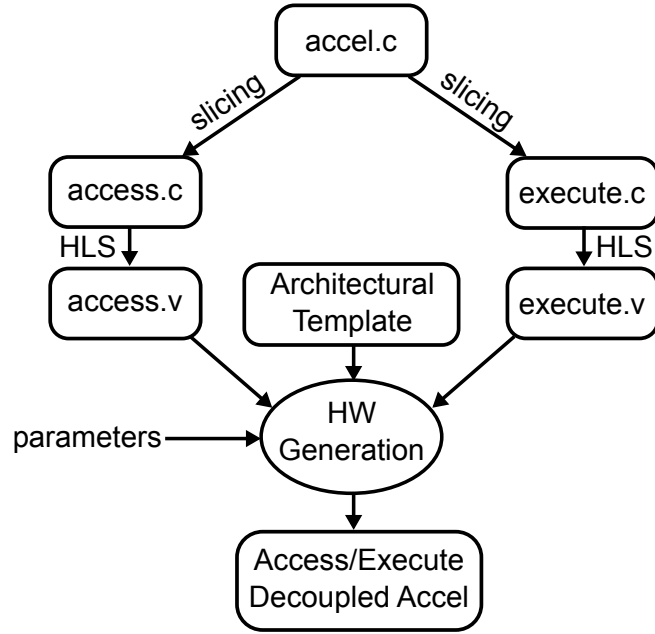 accel.c
slicing
slicing
access.c
execute.c
HLS
HLS
access.v
Architectural
Template
execute.v
HW
Generation
parameters
Access/Execute
Decoupled Accel